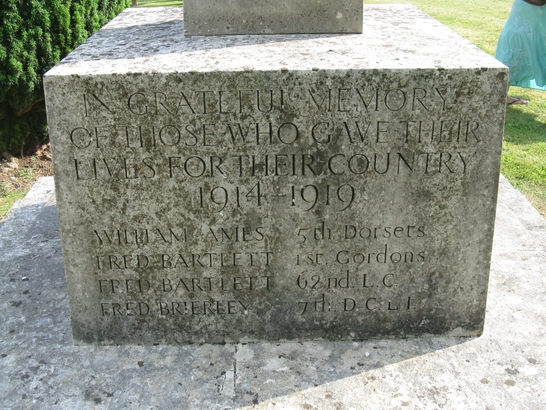 IN GRATEFUL MEMORY
OF THOSE WHO GAVE THEIR
LIVES FOR THEIR COUNTRY
1914-1919
WILLIAM AMES 5th. Dorsets.
FRED BARTLETT 1st. Gordons
FRED BARTLETT 62nd. L.C.
FRED BRIERLEY 7th. D.C.L.I.